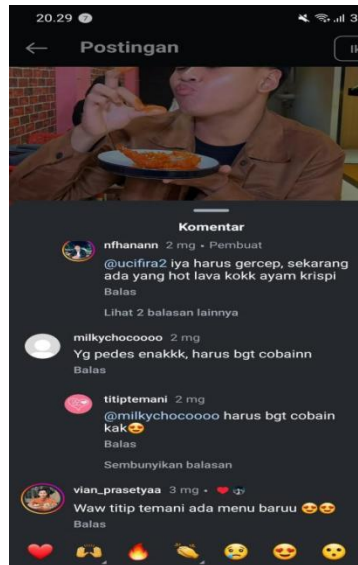 20.29 7
Postingan
Komentar
nfhanann 2 mg • Pembuat
@ucifira2 iya harus gercep, sekarang
ada yang hot lava kokk ayam krispi
Balas
Lihat 2 balasan lainnya
milkychocoooo 2 mg
Yg pedes enakkk, harus bgt cobainn
Balas
titiptemani 2 mg
@milkychocoooo harus bgt cobain
kak😍
Balas
Sembunyikan balasan
vian_prasetyaa 3 mg •
Waw titip temani ada menu baruu 😍😍
Balas